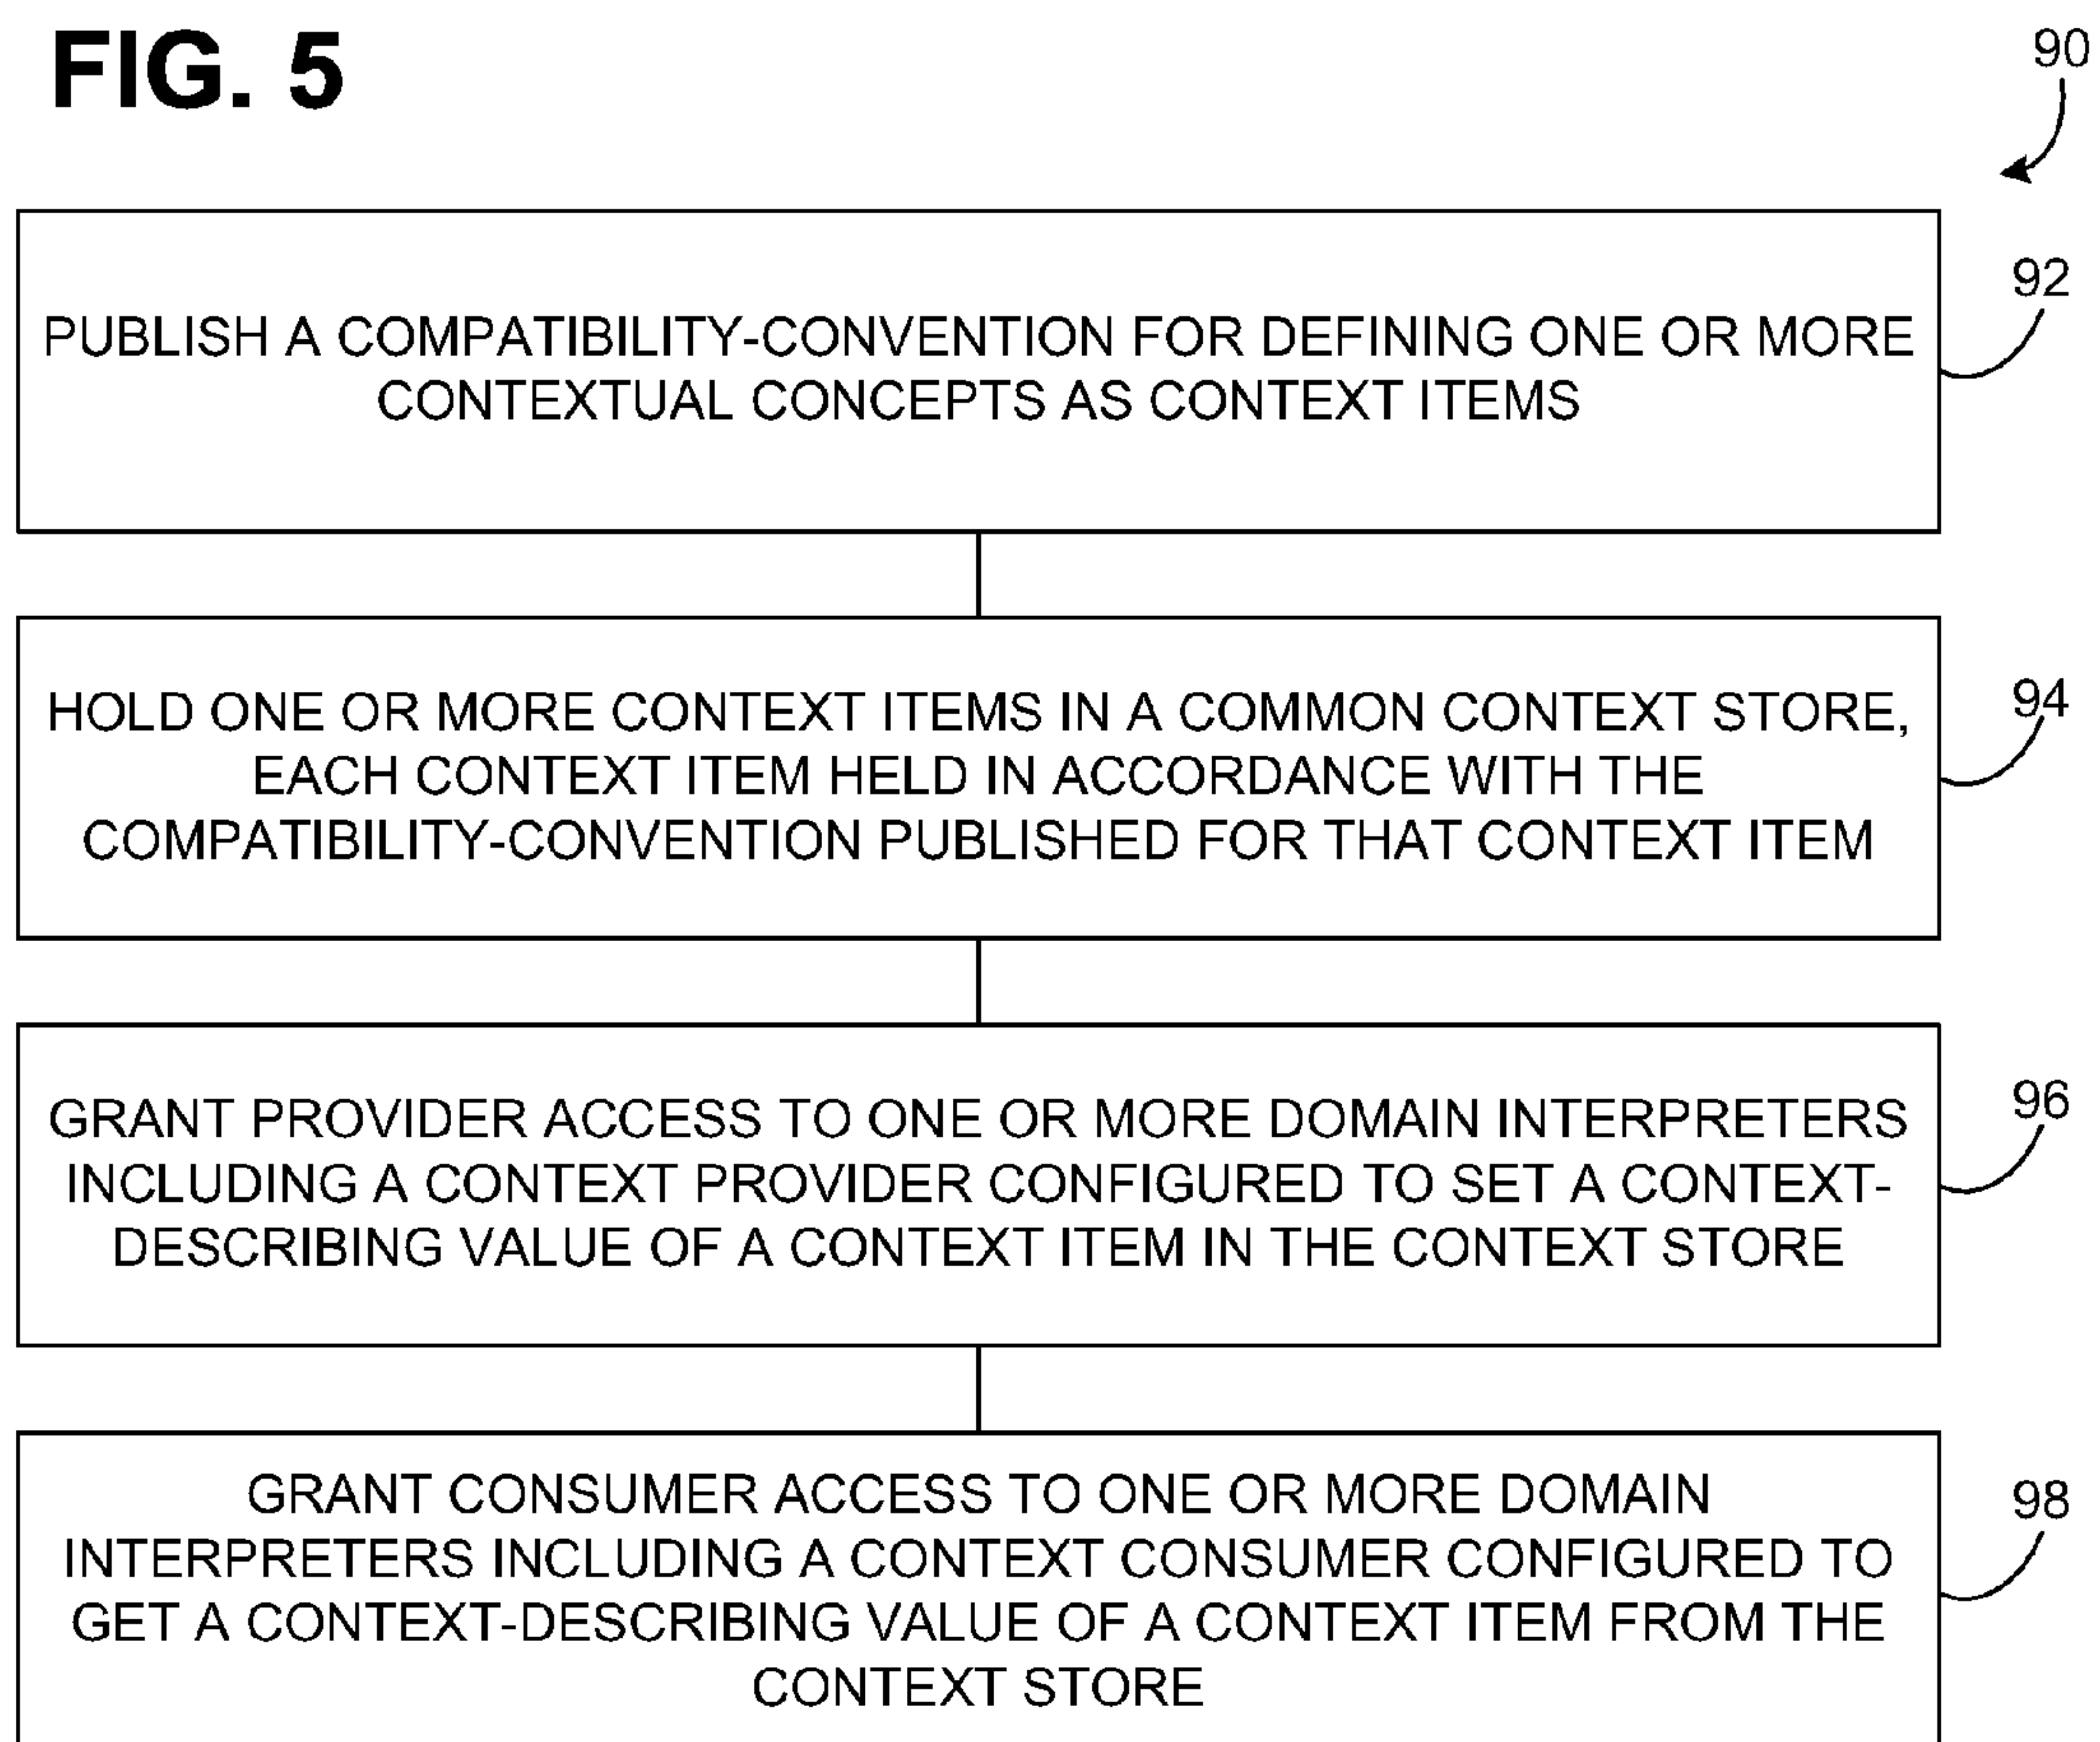 FIG. 5
90
92
PUBLISH A COMPATIBILITY-CONVENTION FOR DEFINING ONE OR MORE
CONTEXTUAL CONCEPTS AS CONTEXT ITEMS
94
HOLD ONE OR MORE CONTEXT ITEMS IN A COMMON CONTEXT STORE,
EACH CONTEXT ITEM HELD IN ACCORDANCE WITH THE
COMPATIBILITY-CONVENTION PUBLISHED FOR THAT CONTEXT ITEM
96
GRANT PROVIDER ACCESS TO ONE OR MORE DOMAIN INTERPRETERS
INCLUDING A CONTEXT PROVIDER CONFIGURED TO SET A CONTEXT-
DESCRIBING VALUE OF A CONTEXT ITEM IN THE CONTEXT STORE
98
GRANT CONSUMER ACCESS TO ONE OR MORE DOMAIN
INTERPRETERS INCLUDING A CONTEXT CONSUMER CONFIGURED TO
GET A CONTEXT-DESCRIBING VALUE OF A CONTEXT ITEM FROM THE
CONTEXT STORE